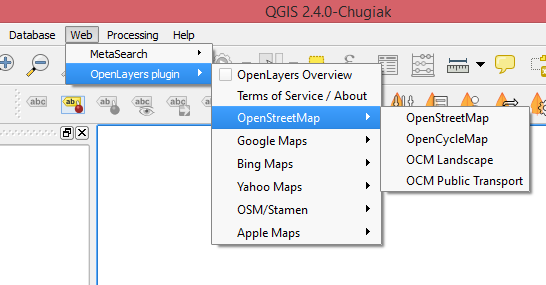 QGIS 2.4.0-Chugiak
Database Web Processing Help
MetaSearch
OpenLayers plugin
OpenLayers Overview
Terms of Service / About
OpenStreetMap
Google Maps
Bing Maps
Yahoo Maps
OSM/Stamen
Apple Maps
OpenStreetMap
OpenCycleMap
OCM Landscape
OCM Public Transport
abc abc abc abc abc